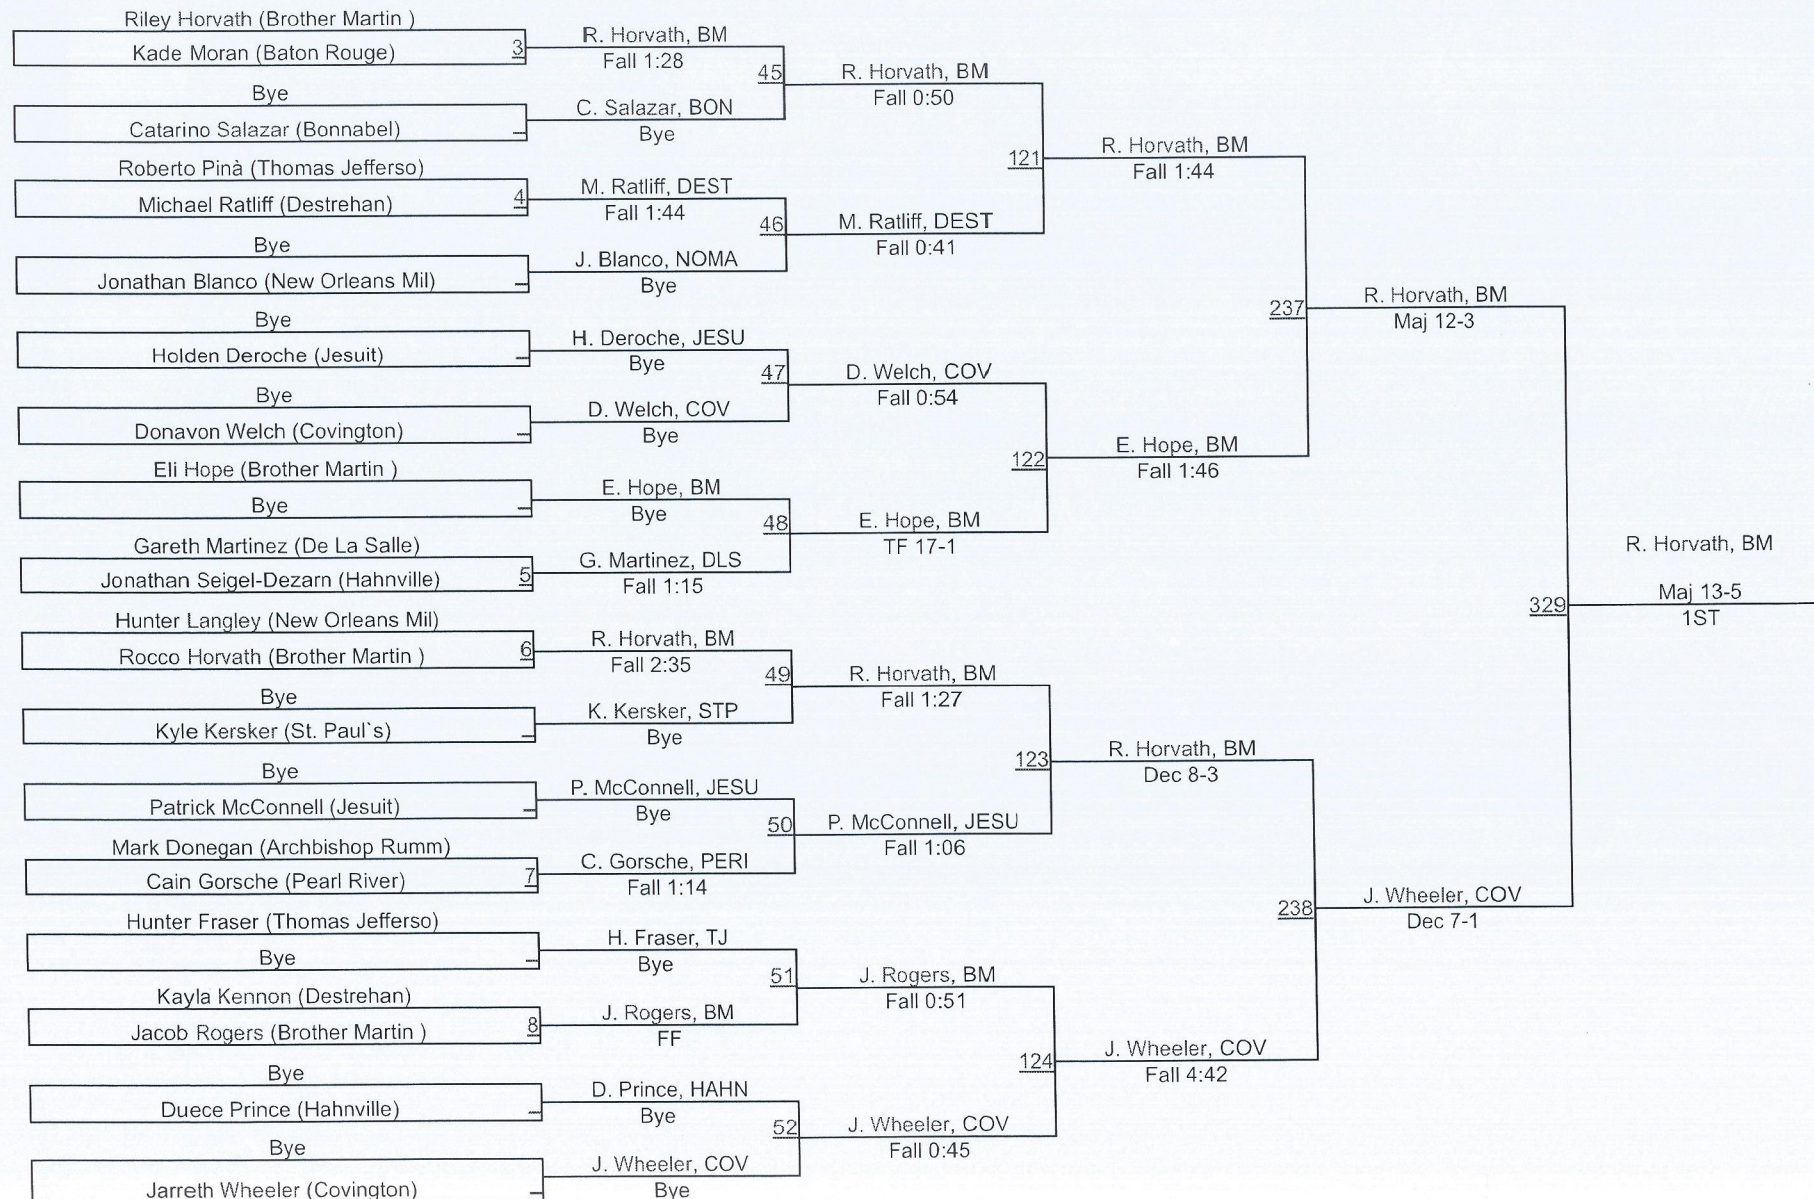 Riley Horvath (Brother Martin )
Kade Moran (Baton Rouge)
3
Bye
Catarino Salazar (Bonnabel)
Roberto Pinà (Thomas Jefferso)
Michael Ratliff (Destrehan)
4
Bye
Jonathan Blanco (New Orleans Mil)
Bye
Holden Deroche (Jesuit)
Bye
Donavon Welch (Covington)
Eli Hope (Brother Martin )
Bye
Gareth Martinez (De La Salle)
Jonathan Seigel-Dezarn (Hahnville)
5
Hunter Langley (New Orleans Mil)
Rocco Horvath (Brother Martin )
6
Bye
Kyle Kersker (St. Paul`s)
Bye
Patrick McConnell (Jesuit)
Mark Donegan (Archbishop Rumm)
Cain Gorsche (Pearl River)
7
Hunter Fraser (Thomas Jefferso)
Bye
Kayla Kennon (Destrehan)
Jacob Rogers (Brother Martin )
8
Bye
Duece Prince (Hahnville)
Bye
Jarreth Wheeler (Covington)
R. Horvath, BM
Fall 1:28
45
C. Salazar, BON
Bye
M. Ratliff, DEST
Fall 1:44
46
J. Blanco, NOMA
Bye
H. Deroche, JESU
Bye
47
D. Welch, COV
Bye
E. Hope, BM
Bye
48
G. Martinez, DLS
Fall 1:15
R. Horvath, BM
Fall 2:35
49
K. Kersker, STP
Bye
P. McConnell, JESU
Bye
50
C. Gorsche, PERI
Fall 1:14
H. Fraser, TJ
Bye
51
J. Rogers, BM
FF
D. Prince, HAHN
Bye
52
J. Wheeler, COV
Bye
R. Horvath, BM
Fall 0:50
121
M. Ratliff, DEST
Fall 0:41
D. Welch, COV
Fall 0:54
122
E. Hope, BM
TF 17-1
R. Horvath, BM
Fall 1:27
123
P. McConnell, JESU
Fall 1:06
J. Rogers, BM
Fall 0:51
124
J. Wheeler, COV
Fall 0:45
R. Horvath, BM
Fall 1:44
237
E. Hope, BM
Fall 1:46
R. Horvath, BM
Dec 8-3
238
J. Wheeler, COV
Fall 4:42
R. Horvath, BM
Maj 12-3
329
J. Wheeler, COV
Dec 7-1
R. Horvath, BM
Maj 13-5
1ST